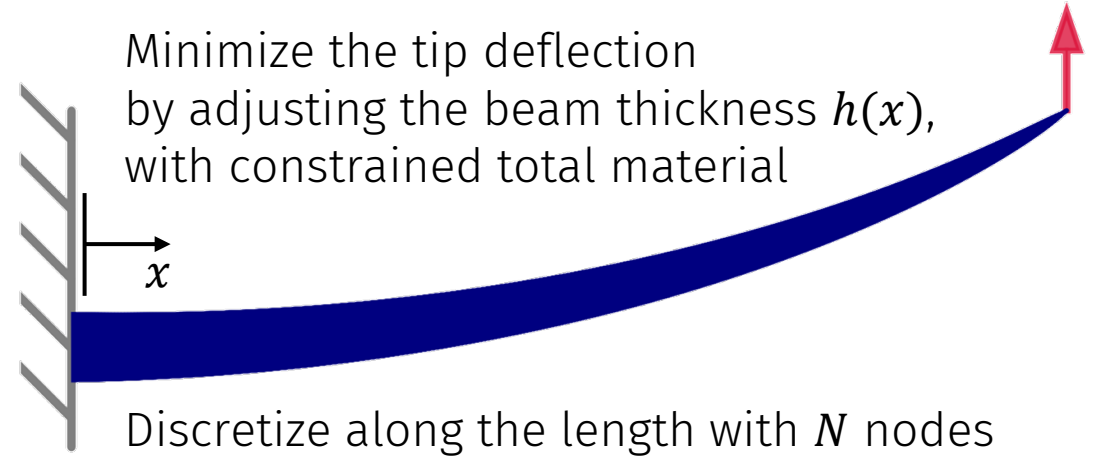 Minimize the tip deflection
by adjusting the beam thickness h(x),
with constrained total material
x
Discretize along the length with N nodes